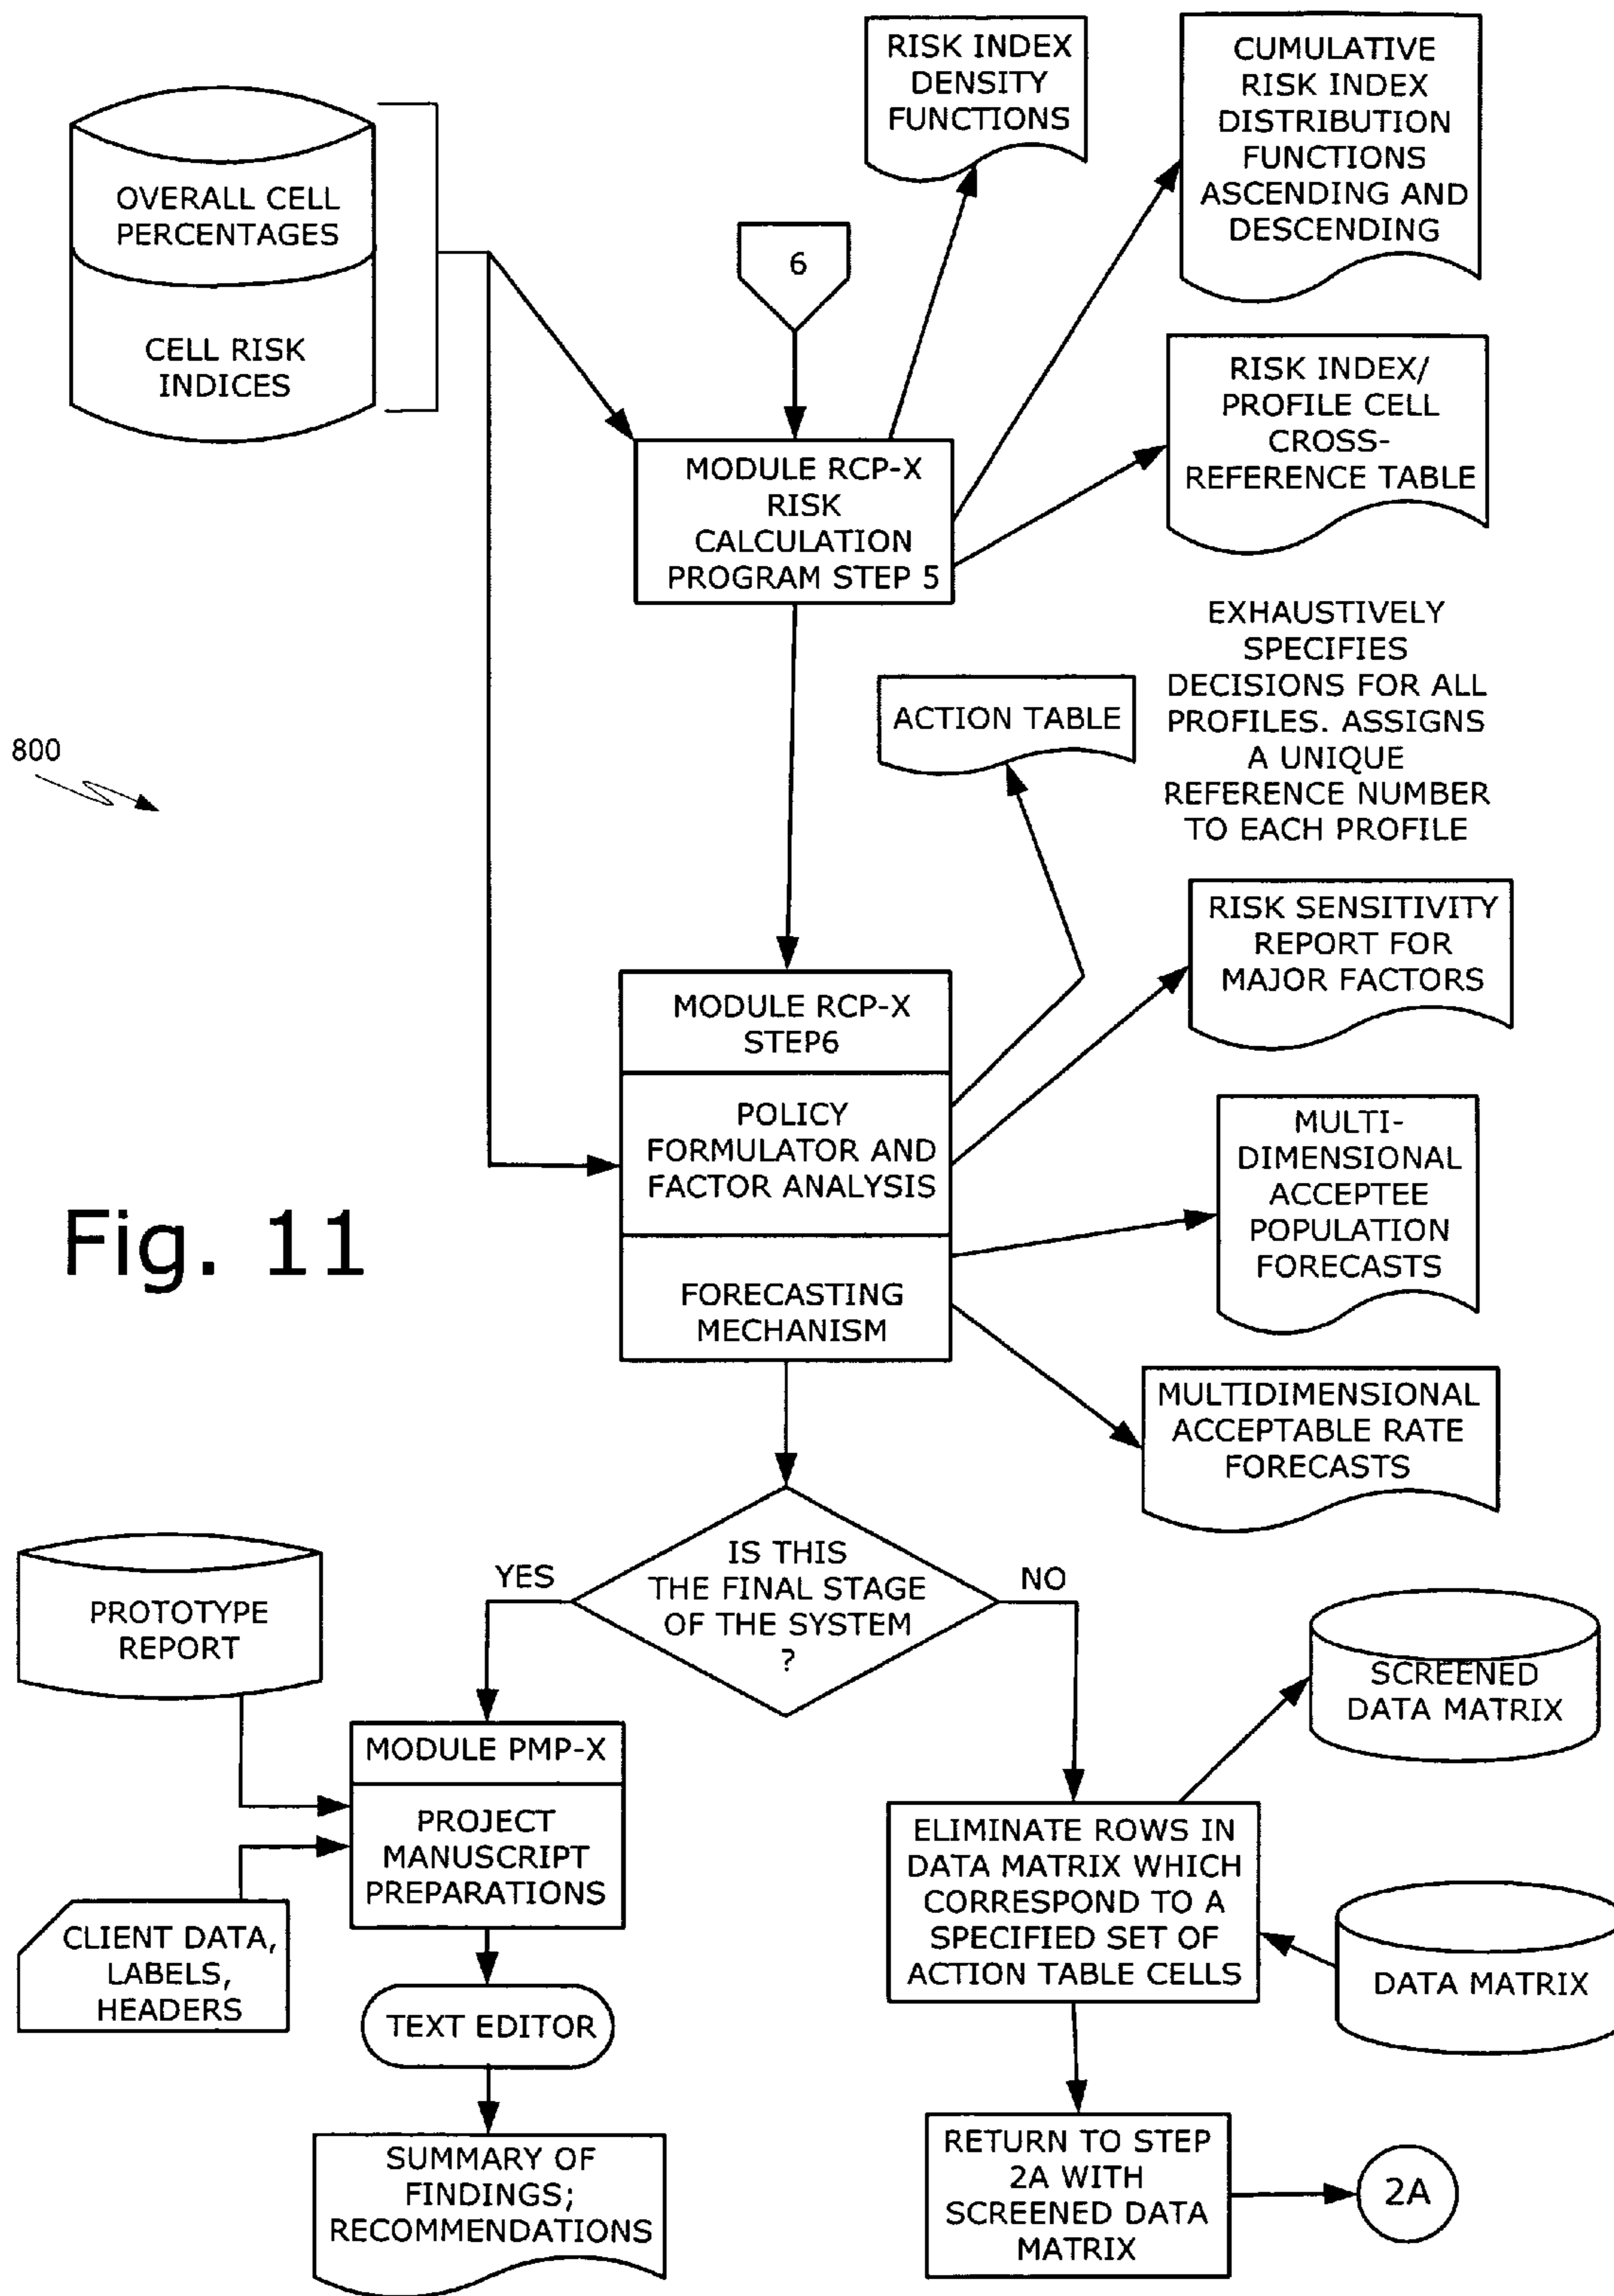 RISK INDEX
DENSITY
FUNCTIONS
CUMULATIVE
RISK INDEX
DISTRIBUTION
FUNCTIONS
ASCENDING AND
DESCENDING
OVERALL CELL
PERCENTAGES
CELL RISK
INDICES
6
RISK INDEX/
PROFILE CELL
CROSS-
REFERENCE TABLE
MODULE RCP-X
RISK
CALCULATION
PROGRAM STEP 5
EXHAUSTIVELY
SPECIFIES
DECISIONS FOR ALL
PROFILES. ASSIGNS
A UNIQUE
REFERENCE NUMBER
TO EACH PROFILE
ACTION TABLE
800
RISK SENSITIVITY
REPORT FOR
MAJOR FACTORS
MODULE RCP-X
STEP6
POLICY
FORMULATOR AND
FACTOR ANALYSIS
FORECASTING
MECHANISM
MULTI-
DIMENSIONAL
ACCEPTEE
POPULATION
FORECASTS
Fig. 11
MULTIDIMENSIONAL
ACCEPTABLE RATE
FORECASTS
IS THIS
THE FINAL STAGE
OF THE SYSTEM
?
YES
NO
PROTOTYPE
REPORT
MODULE PMP-X
PROJECT
MANUSCRIPT
PREPARATIONS
CLIENT DATA,
LABELS,
HEADERS
TEXT EDITOR
SUMMARY OF
FINDINGS;
RECOMMENDATIONS
SCREENED
DATA MATRIX
ELIMINATE ROWS IN
DATA MATRIX WHICH
CORRESPOND TO A
SPECIFIED SET OF
ACTION TABLE CELLS
DATA MATRIX
RETURN TO STEP
2A WITH
SCREENED DATA
MATRIX
2A